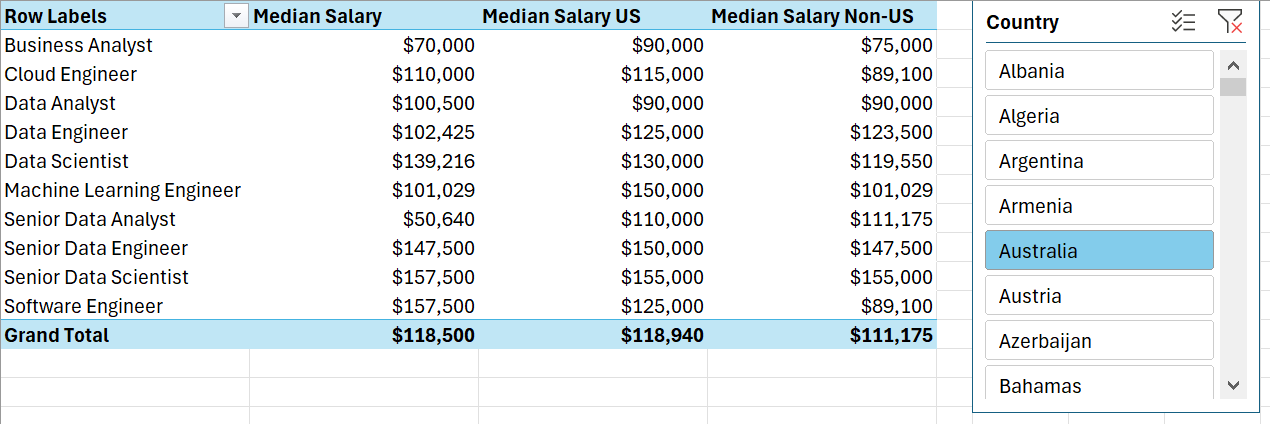 Row Labels Median Salary Median Salary US Median Salary Non-US
Business Analyst $70,000 $90,000 $75,000
Cloud Engineer $110,000 $115,000 $89,100
Data Analyst $100,500 $90,000 $90,000
Data Engineer $102,425 $125,000 $123,500
Data Scientist $139,216 $130,000 $119,550
Machine Learning Engineer $101,029 $150,000 $101,029
Senior Data Analyst $50,640 $110,000 $111,175
Senior Data Engineer $147,500 $150,000 $147,500
Senior Data Scientist $157,500 $155,000 $155,000
Software Engineer $157,500 $125,000 $89,100
Grand Total $118,500 $118,940 $111,175
Country
Albania
Algeria
Argentina
Armenia
Australia
Austria
Azerbaijan
Bahamas